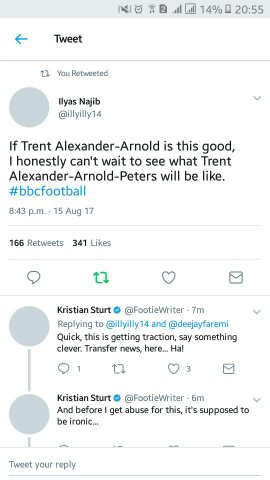 14% 20:55
Tweet
You Retweeted
Ilyas Najib
@illyilly14
If Trent Alexander-Arnold is this good,
I honestly can't wait to see what Trent
Alexander-Arnold-Peters will be like.
#bbcfootball
8:43 p.m. · 15 Aug 17
166 Retweets 341 Likes
Kristian Sturt @FootieWriter · 7m
Replying to @illyilly14 and @deejayfaremi
Quick, this is getting traction, say something
clever. Transfer news, here... Ha!
1 3
Kristian Sturt @FootieWriter · 6m
And before I get abuse for this, it's supposed to
be ironic...
Tweet your reply